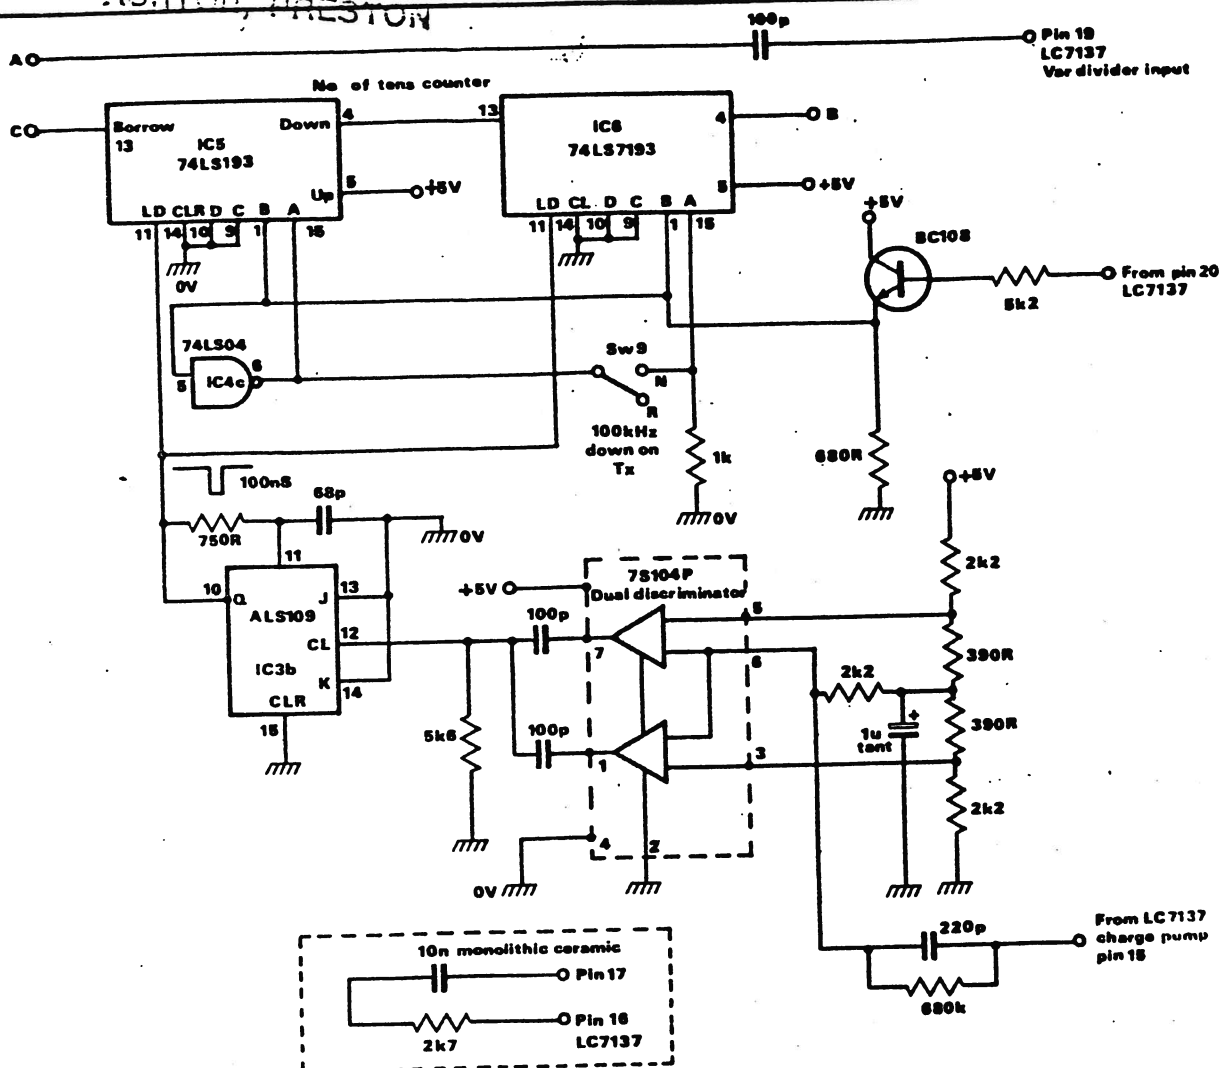 100p
A
Pin 19
LC7137
Var divider input
No of tens counter
C
Borrow
13
IC5
74LS193
Down
4
Up
5
+5V
LD CLR D C B A
11 14 10 9 1 15
0V
13
IC6
74LS7193
4
B
5
+5V
LD CL D C B A
11 14 10 9 1 15
+5V
BC108
5k2
From pin 20
LC7137
74LS04
5
IC4c
6
Sw9
N
R
100kHz
down on
Tx
1k
0V
680R
100nS
750R
68p
0V
11
10
Q
J
13
ALS109
CL
12
IC3b
K
14
CLR
15
+5V
7S104P
Dual discriminator
100p
7
5
6
5k6
100p
1
3
4
2
0V
+5V
2k2
390R
2k2
390R
+
1u
tant
2k2
220p
680k
From LC7137
charge pump
pin 15
10n monolithic ceramic
Pin 17
Pin 16
LC7137
2k7